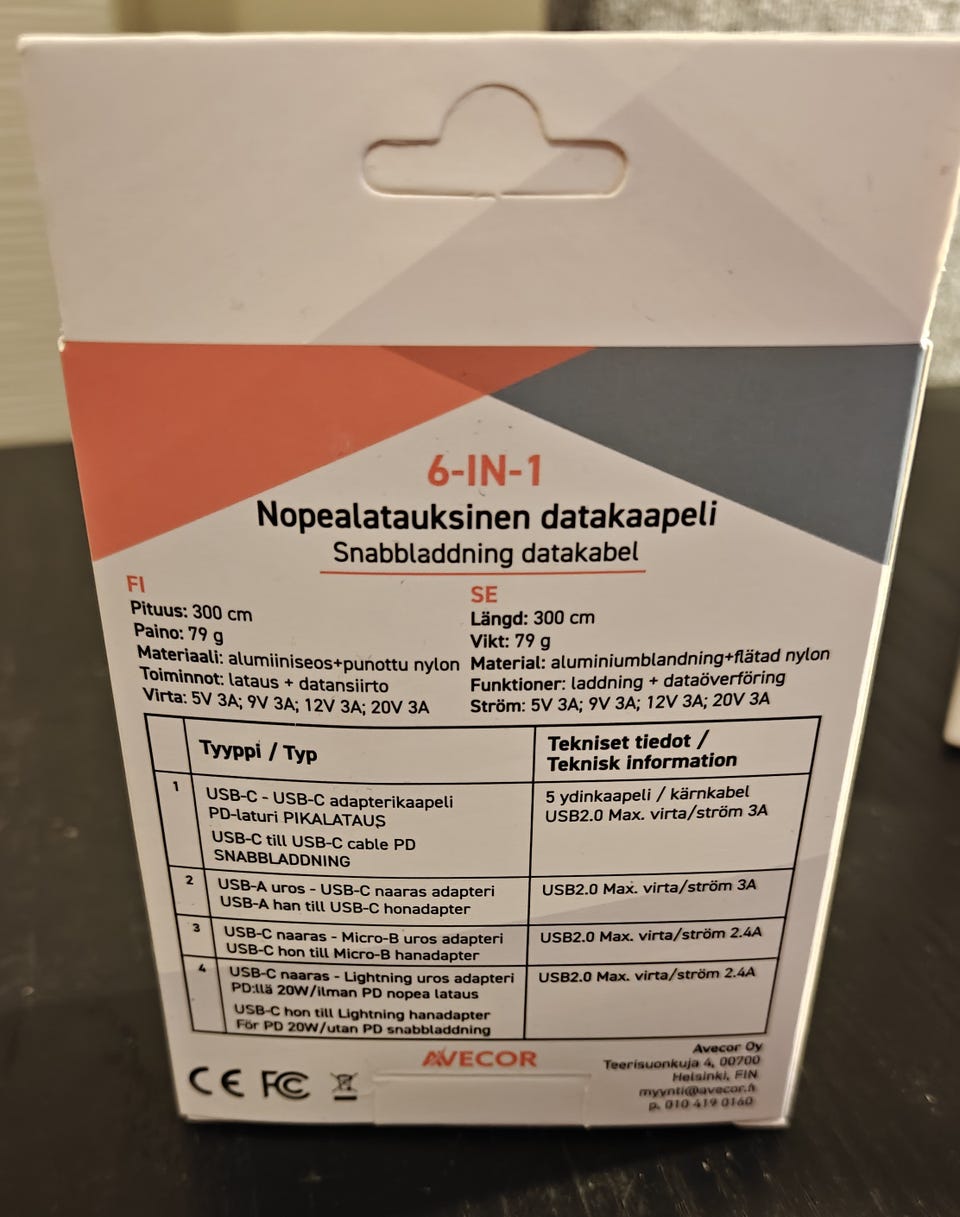 6-IN-1
Nopealatauksinen datakaapeli
Snabbladdning datakabel
FI
Pituus: 300 cm
Paino: 79 g
Materiaali: alumiiniseos+punottu nylon
Toiminnot: lataus + datansiirto
Virta: 5V 3A; 9V 3A; 12V 3A; 20V 3A
SE
Längd: 300 cm
Vikt: 79 g
Material: aluminiumblandning+flätad nylon
Funktioner: laddning + dataöverföring
Ström: 5V 3A; 9V 3A; 12V 3A; 20V 3A
Tyyppi / Typ
Tekniset tiedot /
Teknisk information
1
USB-C - USB-C adapterikaapeli
PD-laturi PIKALATAUS
USB-C till USB-C cable PD
SNABBLADDNING
5 ydinkaapeli / kärnkabel
USB2.0 Max. virta/ström 3A
2
USB-A uros - USB-C naaras adapteri
USB-A han till USB-C honadapter
USB2.0 Max. virta/ström 3A
3
USB-C naaras - Micro-B uros adapteri
USB-C hon till Micro-B hanadapter
USB2.0 Max. virta/ström 2.4A
4
USB-C naaras - Lightning uros adapteri
PD:llä 20W/ilman PD nopea lataus
USB-C hon till Lightning hanadapter
För PD 20W/utan PD snabbladdning
USB2.0 Max. virta/ström 2.4A
CE FC
AVECOR
Avecor Oy
Teerisuonkuja 4, 00700
Helsinki, FIN
myynti@avecor.fi
p. 010 419 0160